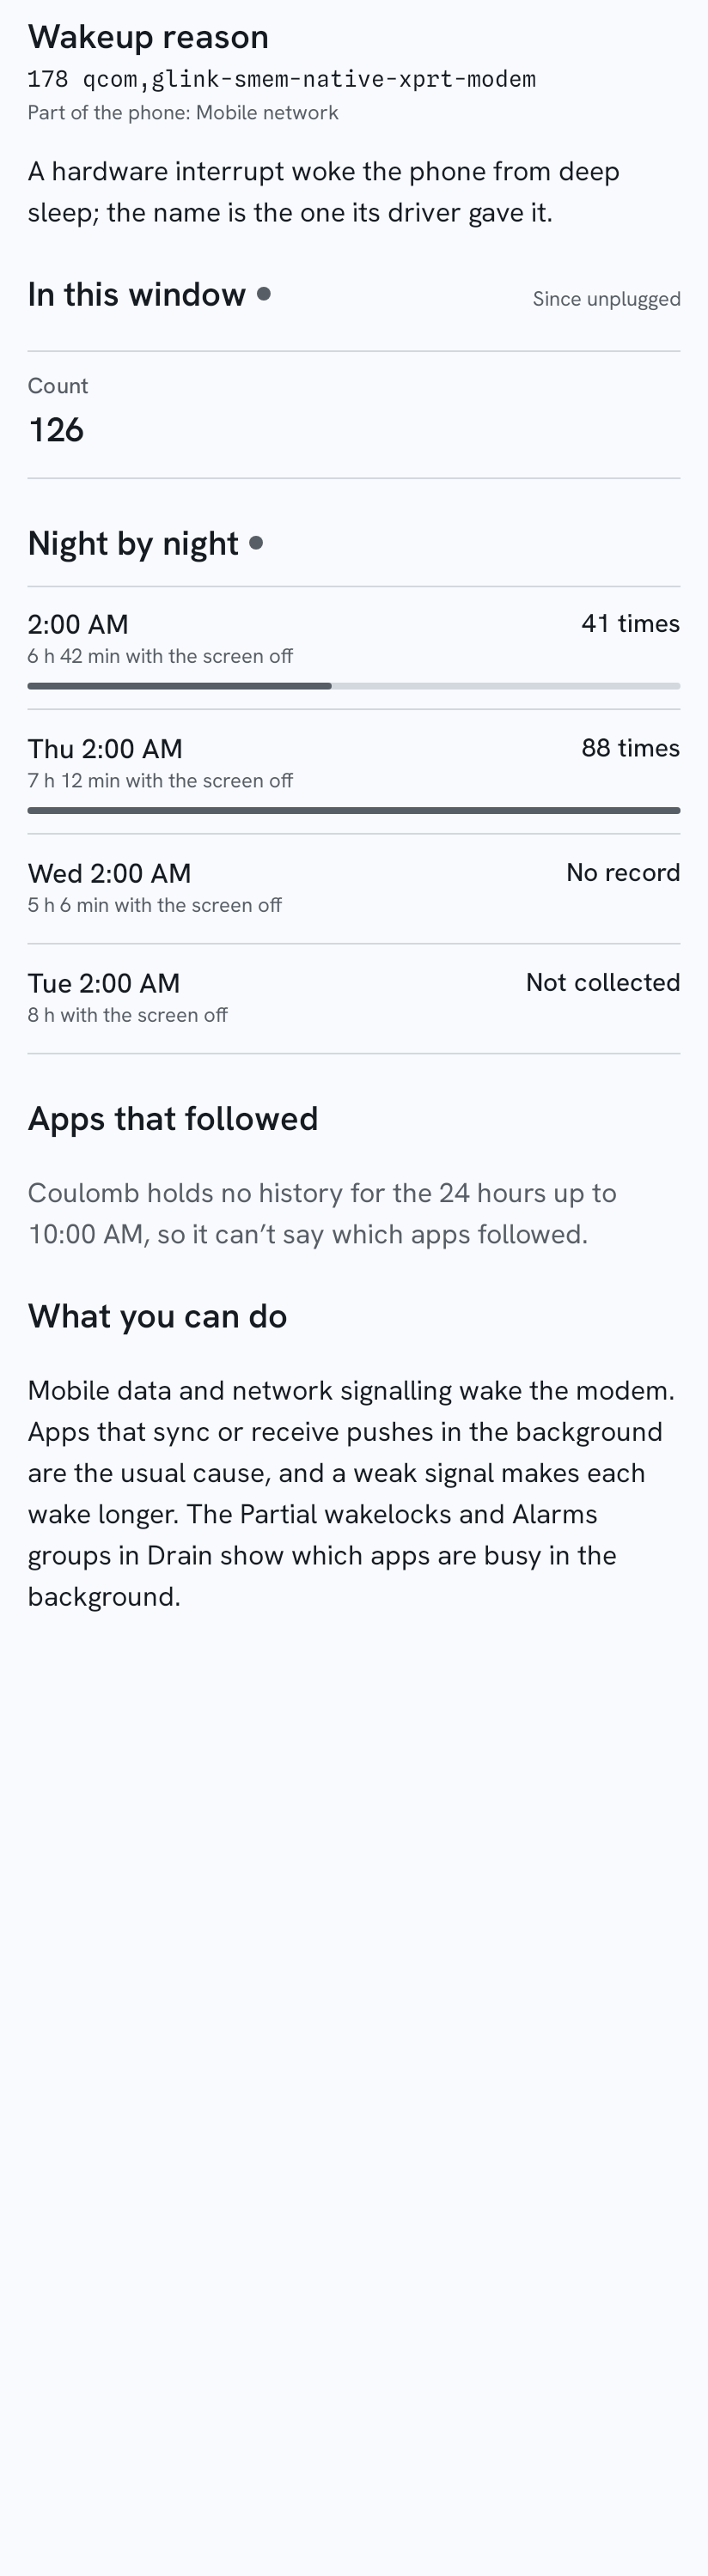 Wakeup reason
178 qcom,glink-smem-native-xprt-modem
Part of the phone: Mobile network
A hardware interrupt woke the phone from deep
sleep; the name is the one its driver gave it.
In this window
Since unplugged
Count
126
Night by night
2:00 AM
41 times
6 h 42 min with the screen off
Thu 2:00 AM
88 times
7 h 12 min with the screen off
Wed 2:00 AM
No record
5 h 6 min with the screen off
Tue 2:00 AM
Not collected
8 h with the screen off
Apps that followed
Coulomb holds no history for the 24 hours up to
10:00 AM, so it can’t say which apps followed.
What you can do
Mobile data and network signalling wake the modem.
Apps that sync or receive pushes in the background
are the usual cause, and a weak signal makes each
wake longer. The Partial wakelocks and Alarms
groups in Drain show which apps are busy in the
background.